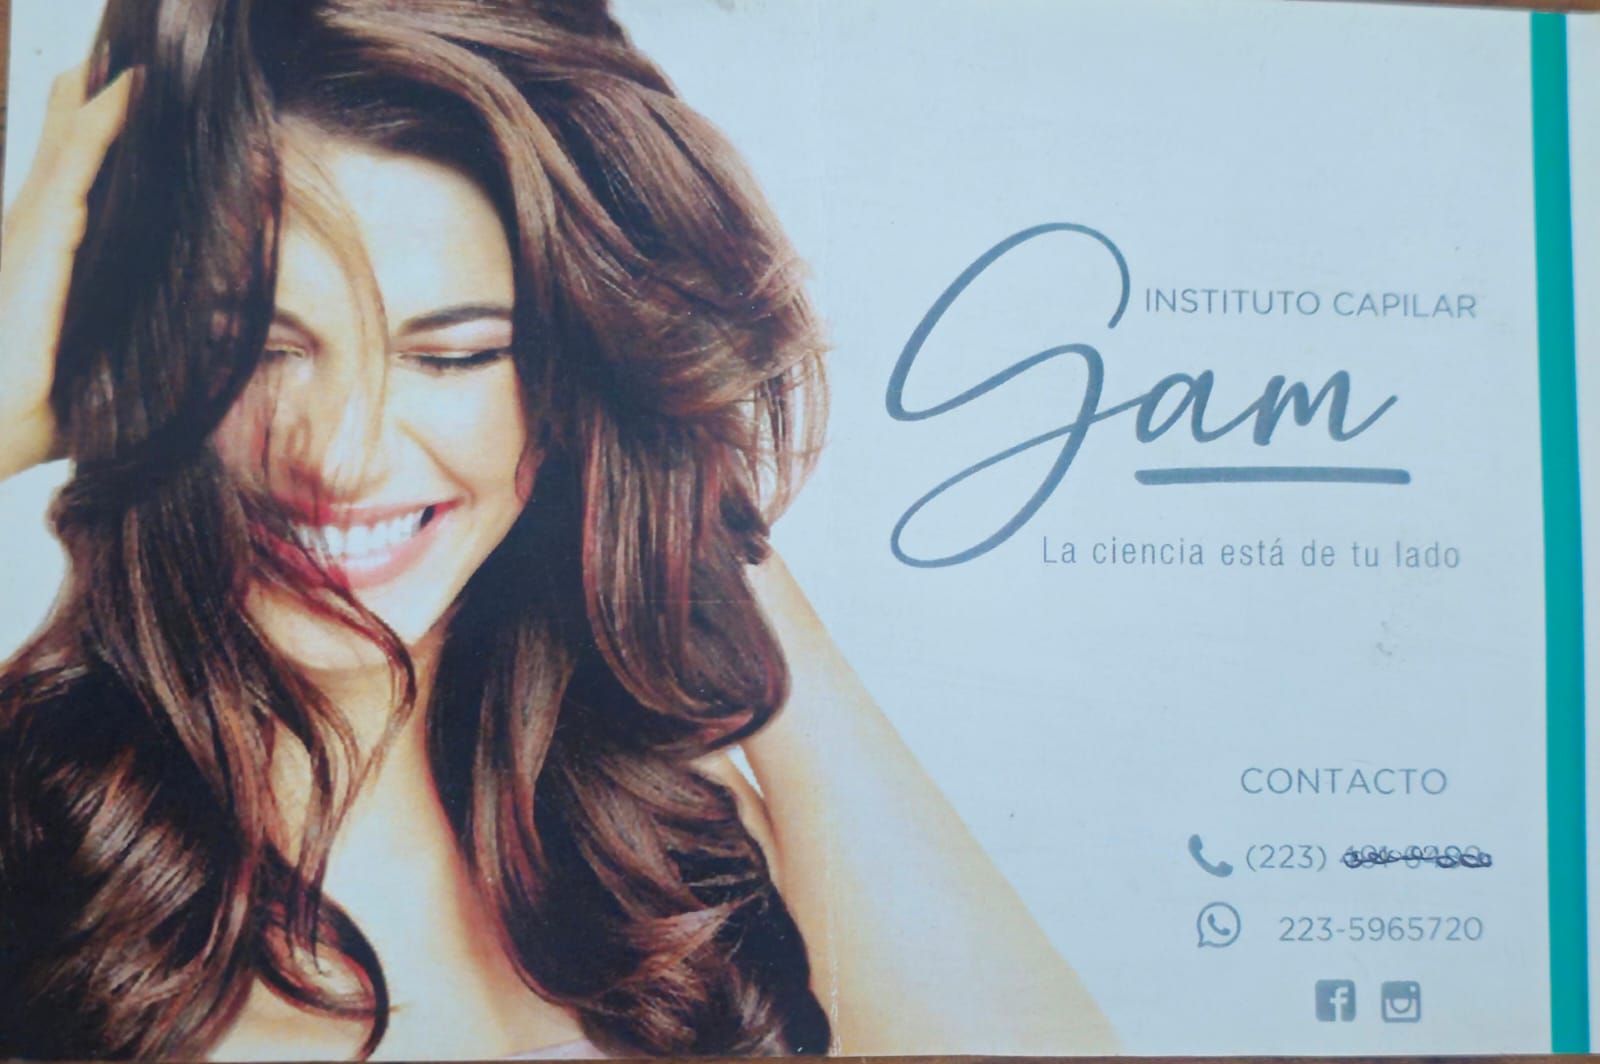 INSTITUTO CAPILAR
Gam
La ciencia está de tu lado
CONTACTO
(223)
223-5965720